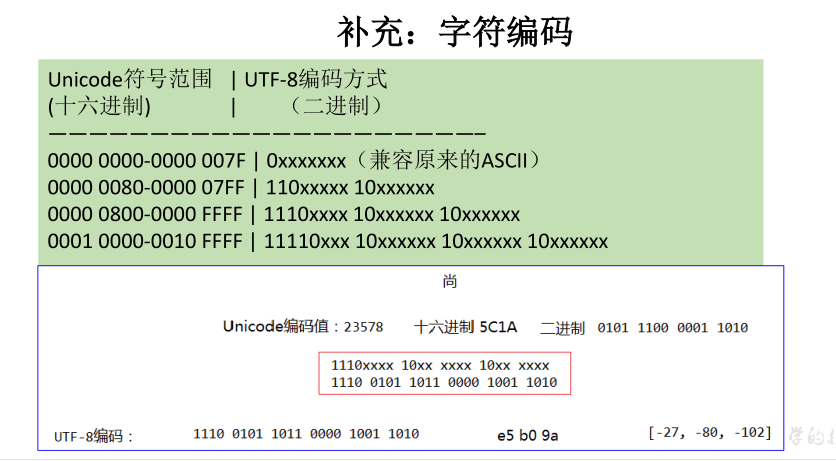 补充：字符编码
Unicode符号范围 | UTF-8编码方式
(十六进制) | （二进制）
———————————————————————
0000 0000-0000 007F | 0xxxxxxx（兼容原来的ASCII）
0000 0080-0000 07FF | 110xxxxx 10xxxxxx
0000 0800-0000 FFFF | 1110xxxx 10xxxxxx 10xxxxxx
0001 0000-0010 FFFF | 11110xxx 10xxxxxx 10xxxxxx 10xxxxxx
尚
Unicode编码值：23578 十六进制 5C1A 二进制 0101 1100 0001 1010
1110xxxx 10xx xxxx 10xx xxxx
1110 0101 1011 0000 1001 1010
UTF-8编码： 1110 0101 1011 0000 1001 1010 e5 b0 9a [-27, -80, -102]
学的